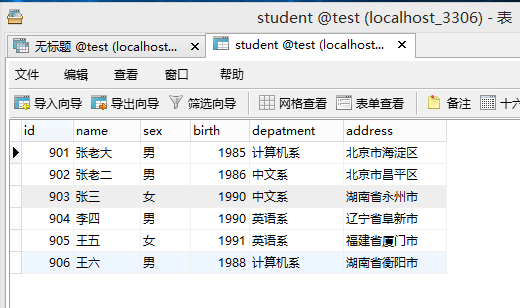 student @test (localhost_3306) - 表
无标题 @test (localhost_3306...
student @test (localhost_3306...
文件 编辑 查看 窗口 帮助
导入向导 导出向导 筛选向导 网格查看 表单查看 备注 十六
id name sex birth depatment address
901 张老大 男 1985 计算机系 北京市海淀区
902 张老二 男 1986 中文系 北京市昌平区
903 张三 女 1990 中文系 湖南省永州市
904 李四 男 1990 英语系 辽宁省阜新市
905 王五 女 1991 英语系 福建省厦门市
906 王六 男 1988 计算机系 湖南省衡阳市